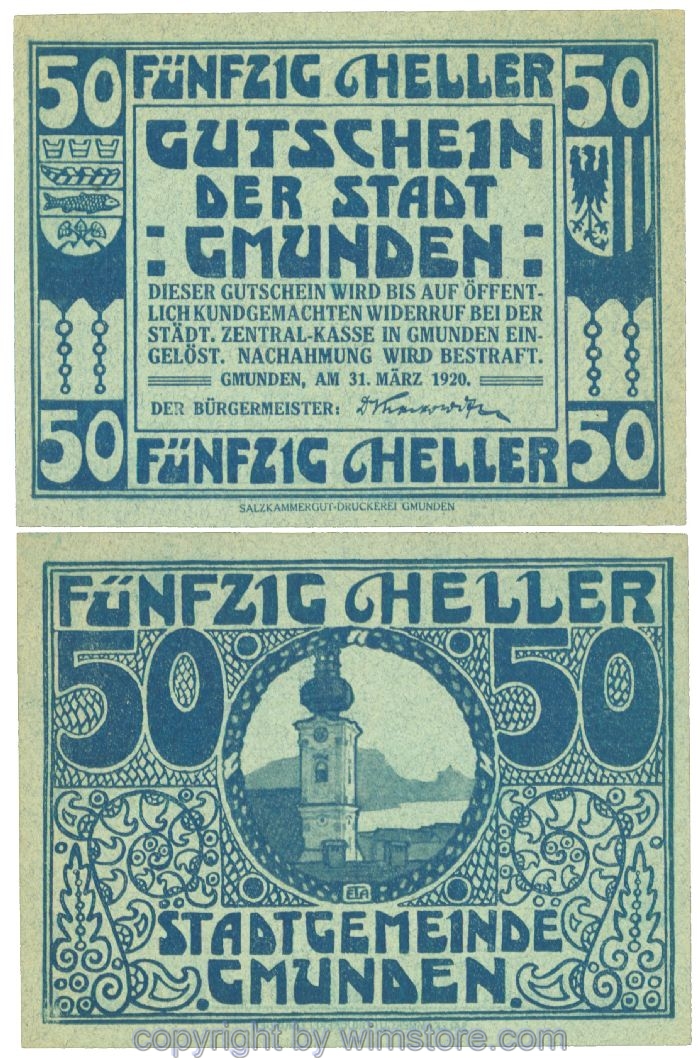 50 FÜNFZIG HELLER 50
GUTSCHEIN
DER STADT
GMUNDEN
DIESER GUTSCHEIN WIRD BIS AUF ÖFFENT-
LICH KUNDGEMACHTEN WIDERRUF BEI DER
STÄDT. ZENTRAL-KASSE IN GMUNDEN EIN-
GELÖST. NACHAHMUNG WIRD BESTRAFT.
GMUNDEN, AM 31. MÄRZ 1920.
DER BÜRGERMEISTER:
50 FÜNFZIG HELLER 50
SALZKAMMERGUT-DRUCKEREI GMUNDEN
FÜNFZIG HELLER
50 50
ETA
STADTGEMEINDE
GMUNDEN.
copyright by wimstore.com